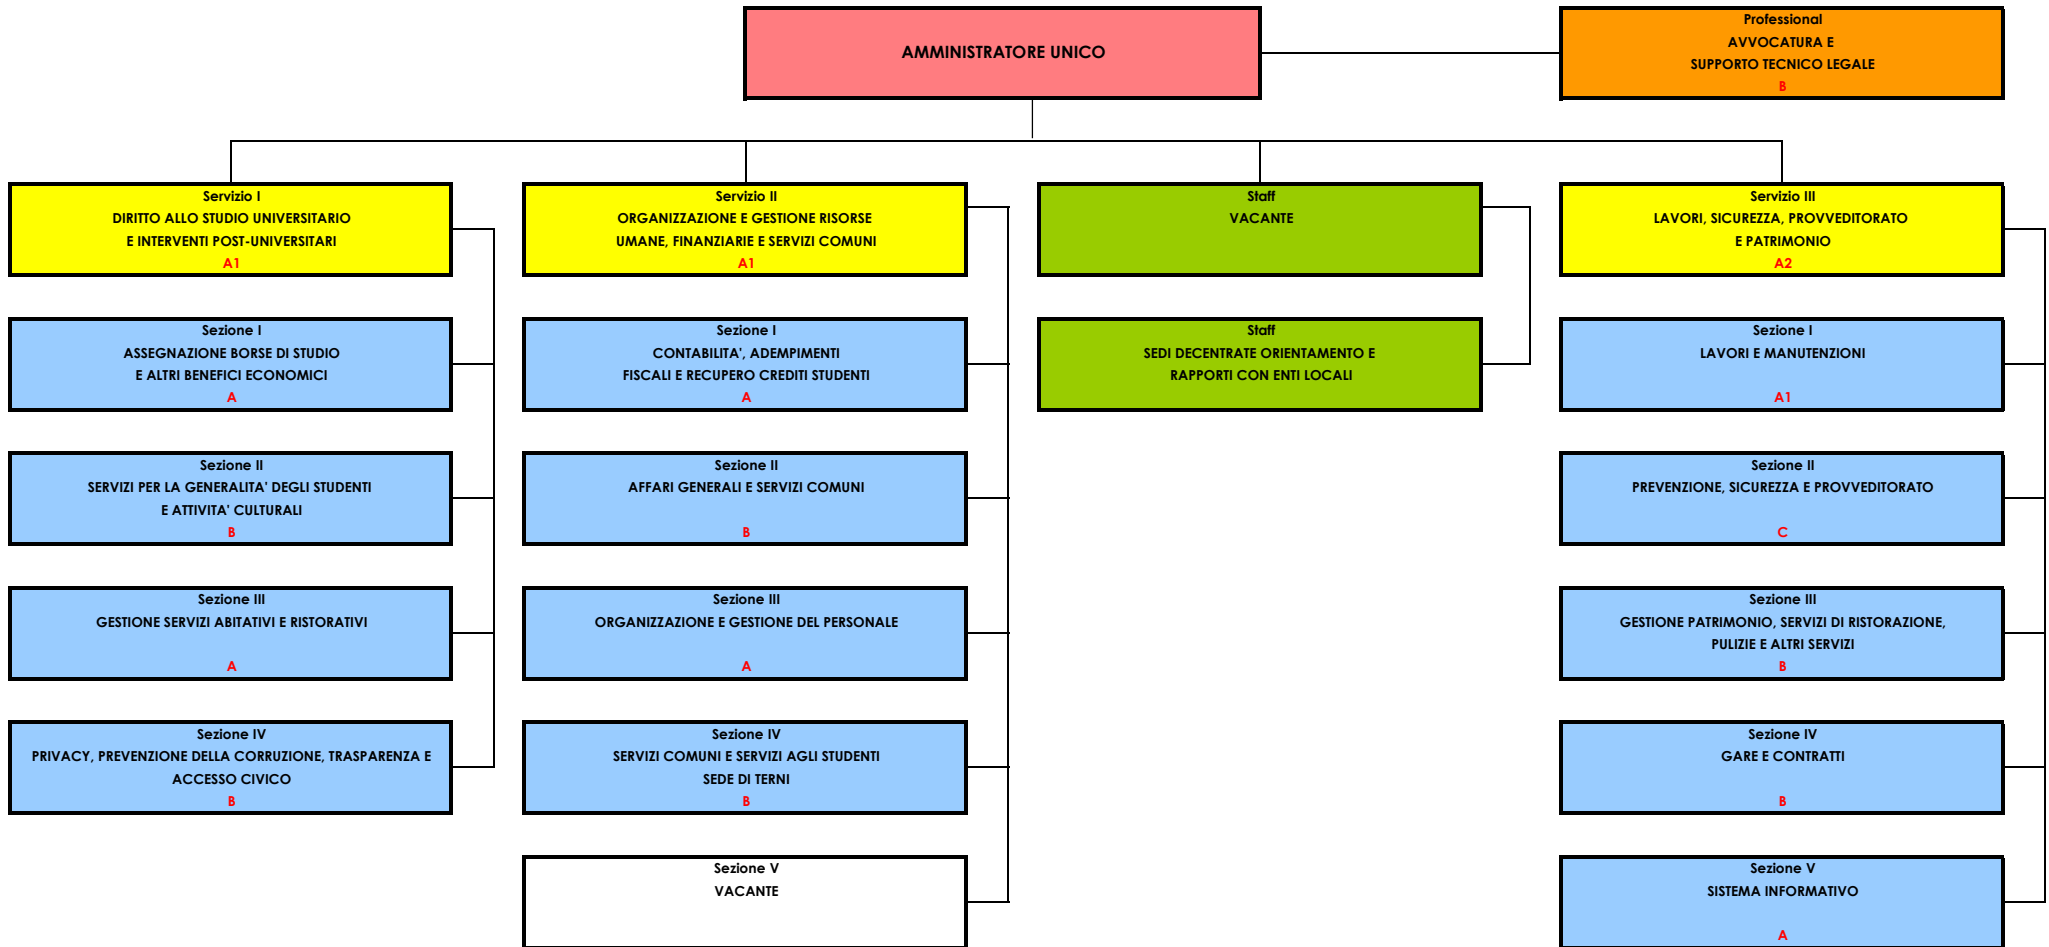 AMMINISTRATORE UNICO
Professional
AVVOCATURA E
SUPPORTO TECNICO LEGALE
B
Servizio I
DIRITTO ALLO STUDIO UNIVERSITARIO
E INTERVENTI POST-UNIVERSITARI
A1
Sezione I
ASSEGNAZIONE BORSE DI STUDIO
E ALTRI BENEFICI ECONOMICI
A
Sezione II
SERVIZI PER LA GENERALITA' DEGLI STUDENTI
E ATTIVITA' CULTURALI
B
Sezione III
GESTIONE SERVIZI ABITATIVI E RISTORATIVI
A
Sezione IV
PRIVACY, PREVENZIONE DELLA CORRUZIONE, TRASPARENZA E
ACCESSO CIVICO
B
Servizio II
ORGANIZZAZIONE E GESTIONE RISORSE
UMANE, FINANZIARIE E SERVIZI COMUNI
A1
Sezione I
CONTABILITA', ADEMPIMENTI
FISCALI E RECUPERO CREDITI STUDENTI
A
Sezione II
AFFARI GENERALI E SERVIZI COMUNI
B
Sezione III
ORGANIZZAZIONE E GESTIONE DEL PERSONALE
A
Sezione IV
SERVIZI COMUNI E SERVIZI AGLI STUDENTI
SEDE DI TERNI
B
Sezione V
VACANTE
Staff
VACANTE
Staff
SEDI DECENTRATE ORIENTAMENTO E
RAPPORTI CON ENTI LOCALI
Servizio III
LAVORI, SICUREZZA, PROVVEDITORATO
E PATRIMONIO
A2
Sezione I
LAVORI E MANUTENZIONI
A1
Sezione II
PREVENZIONE, SICUREZZA E PROVVEDITORATO
C
Sezione III
GESTIONE PATRIMONIO, SERVIZI DI RISTORAZIONE,
PULIZIE E ALTRI SERVIZI
B
Sezione IV
GARE E CONTRATTI
B
Sezione V
SISTEMA INFORMATIVO
A